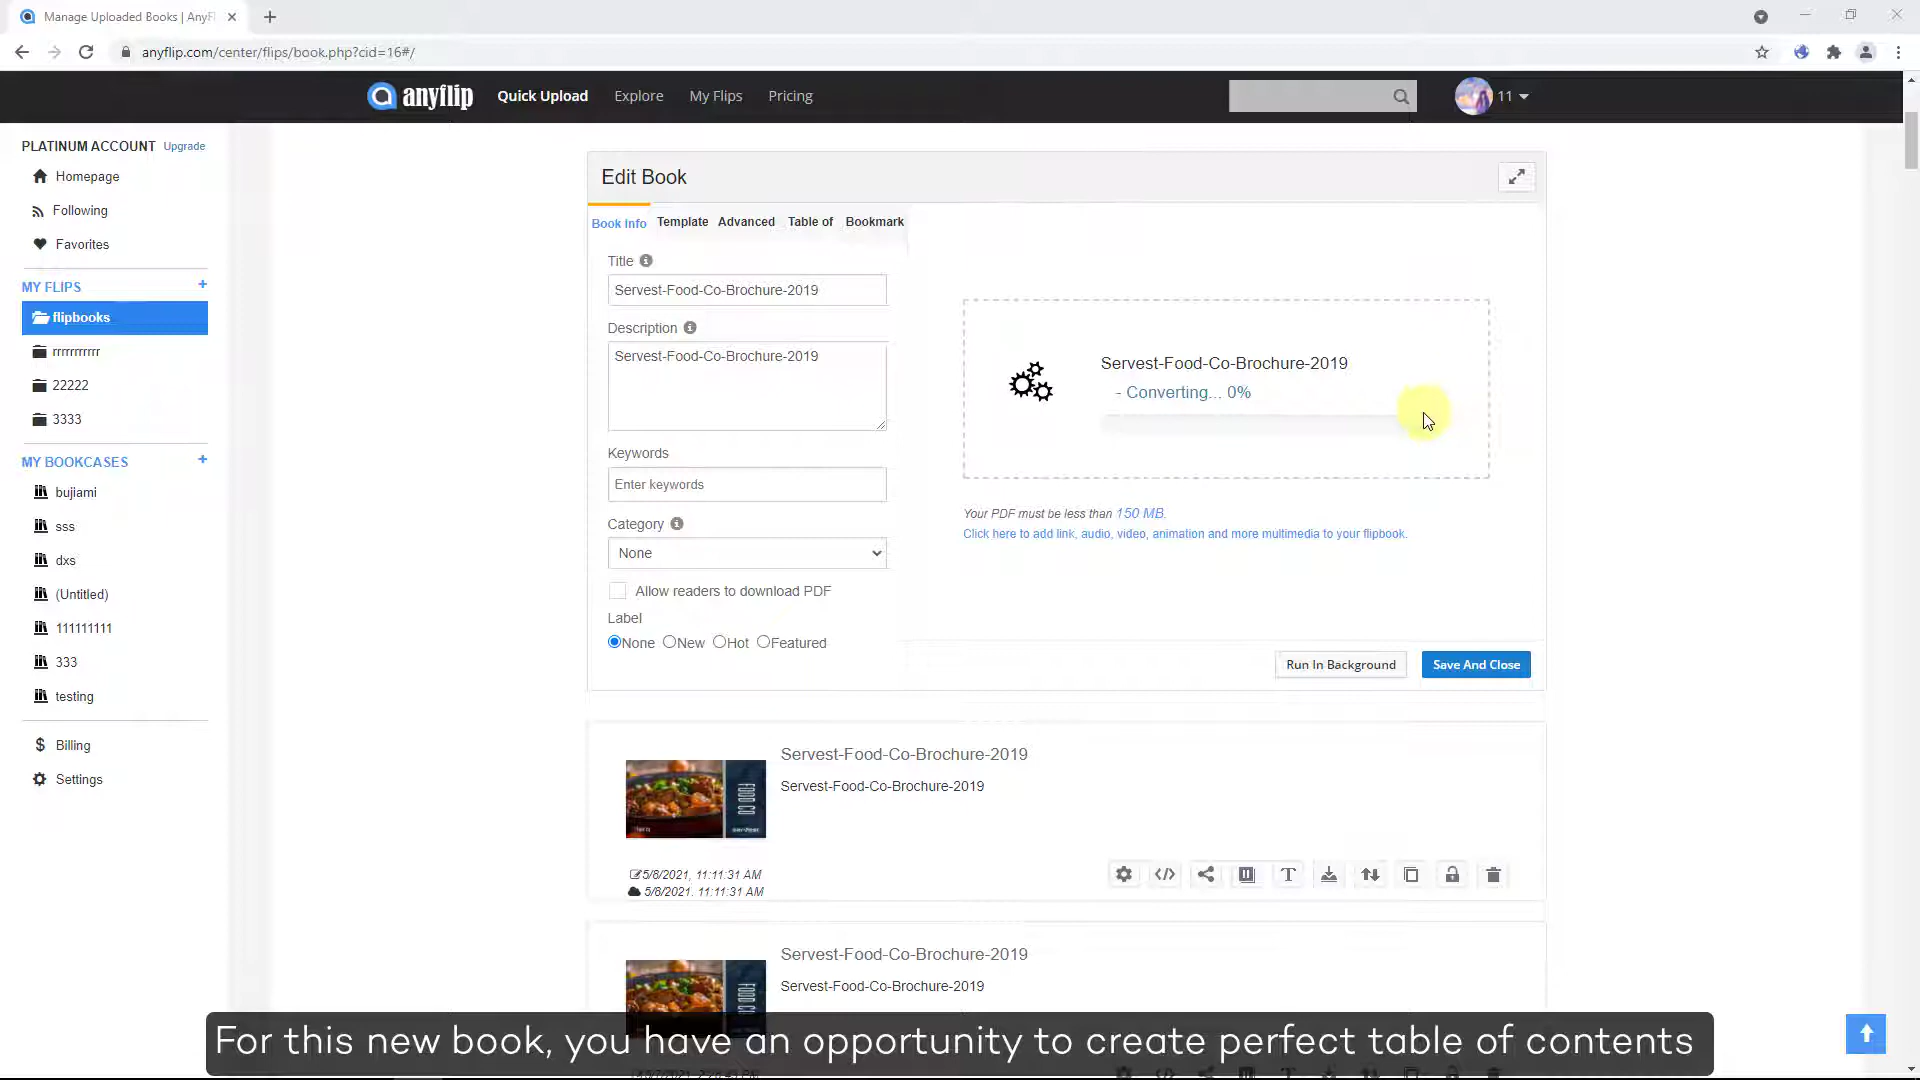 Manage Uploaded Books | AnyF
anyflip.com/center/flips/book.php?cid=16#/
anyflip
Quick Upload
Explore
My Flips
Pricing
11
PLATINUM ACCOUNT Upgrade
Homepage
Following
Favorites
MY FLIPS +
flipbooks
rrrrrrrrrrr
22222
3333
MY BOOKCASES +
bujiami
sss
dxs
(Untitled)
111111111
333
testing
Billing
Settings
Edit Book
Book Info Template Advanced Table of Bookmark
Title
Servest-Food-Co-Brochure-2019
Description
Servest-Food-Co-Brochure-2019
Keywords
Enter keywords
Category
None
Allow readers to download PDF
Label
None New Hot Featured
Servest-Food-Co-Brochure-2019
- Converting... 0%
Your PDF must be less than 150 MB.
Click here to add link, audio, video, animation and more multimedia to your flipbook.
Run In Background
Save And Close
Servest-Food-Co-Brochure-2019
Servest-Food-Co-Brochure-2019
FOOD CO
5/8/2021, 11:11:31 AM
5/8/2021, 11:11:31 AM
Servest-Food-Co-Brochure-2019
Servest-Food-Co-Brochure-2019
FOOD CO
For this new book, you have an opportunity to create perfect table of contents